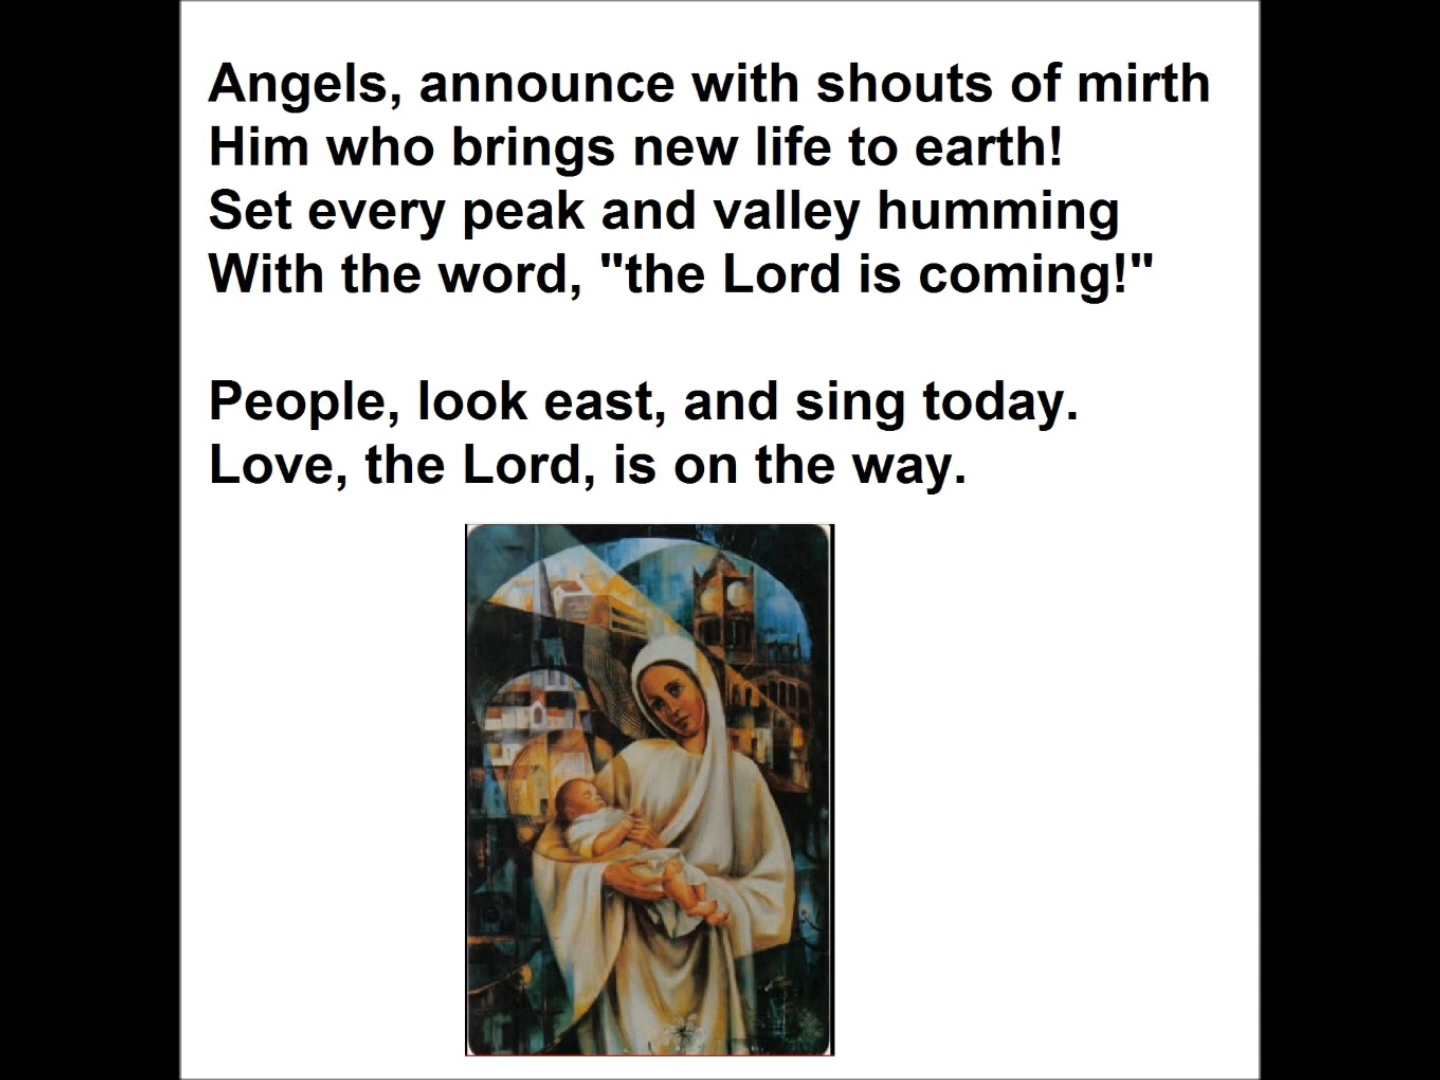 Angels, announce with shouts of mirth
Him who brings new life to earth!
Set every peak and valley humming
With the word, "the Lord is coming!"
People, look east, and sing today.
Love, the Lord, is on the way.